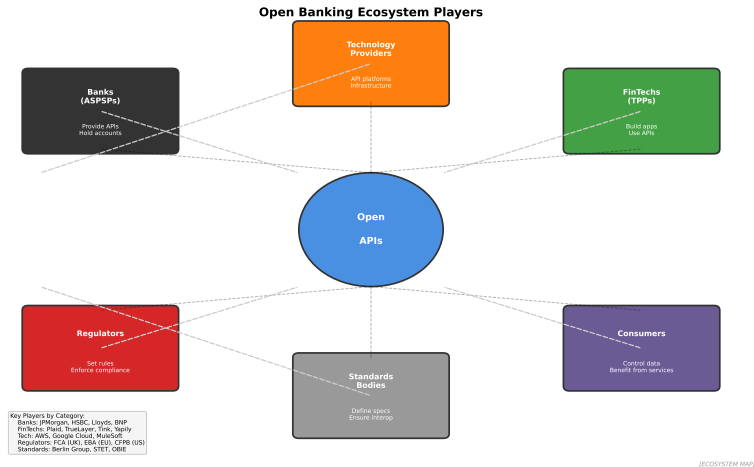 Open Banking Ecosystem Players
Technology
Providers
API platforms
Infrastructure
Banks
(ASPSPs)
Provide APIs
Hold accounts
FinTechs
(TPPs)
Build apps
Use APIs
Open
APIs
Regulators
Set rules
Enforce compliance
Consumers
Control data
Benefit from services
Standards
Bodies
Define specs
Ensure interop
Key Players by Category:
Banks: JPMorgan, HSBC, Lloyds, BNP
FinTechs: Plaid, TrueLayer, Tink, Yapily
Tech: AWS, Google Cloud, MuleSoft
Regulators: FCA (UK), EBA (EU), CFPB (US)
Standards: Berlin Group, STET, OBIE
[ECOSYSTEM MAP]